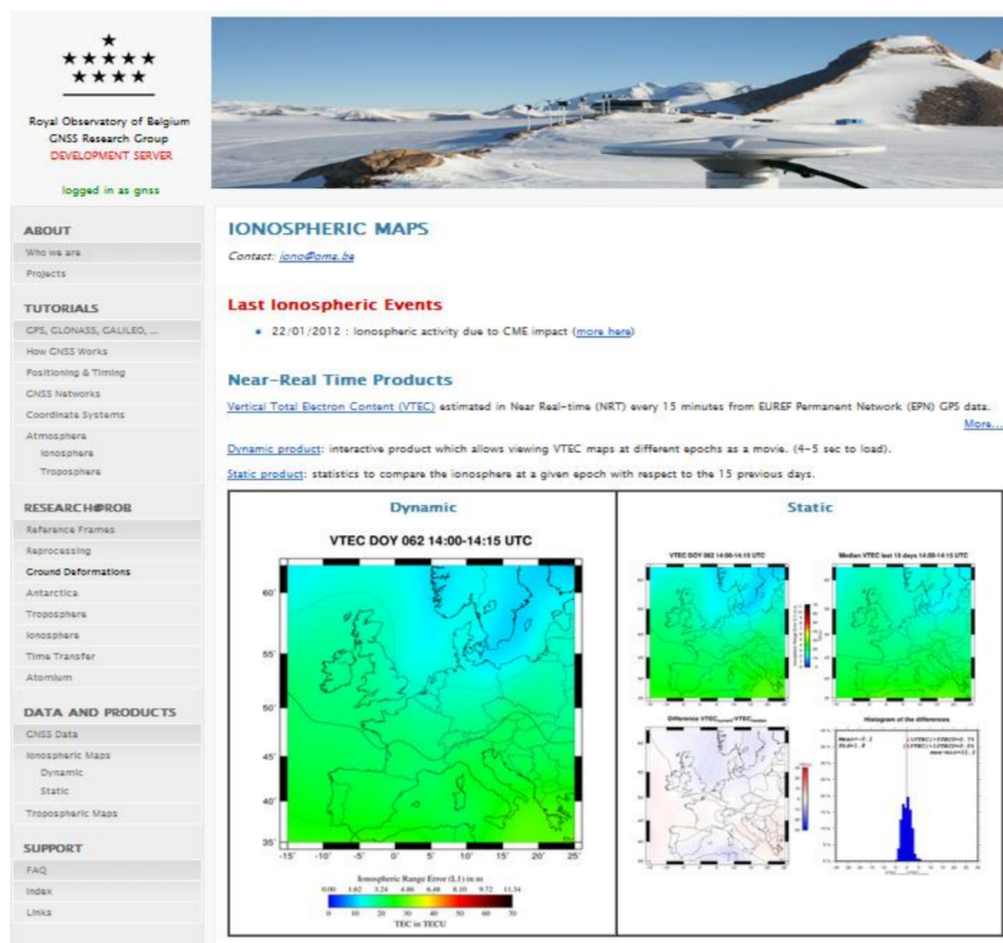 Royal Observatory of Belgium
GNSS Research Group
DEVELOPMENT SERVER
logged in as gnss
ABOUT
Who we are
Projects
TUTORIALS
GPS, GLONASS, GALILEO, ...
How GNSS Works
Positioning & Timing
GNSS Networks
Coordinate Systems
Atmosphere
Ionosphere
Troposphere
RESEARCH@ROB
Reference Frames
Reprocessing
Ground Deformations
Antarctica
Troposphere
Ionosphere
Time Transfer
Atomium
DATA AND PRODUCTS
GNSS Data
Ionospheric Maps
Dynamic
Static
Tropospheric Maps
SUPPORT
FAQ
Index
Links
IONOSPHERIC MAPS
Contact: iono@oma.be
Last Ionospheric Events
22/01/2012 : Ionospheric activity due to CME impact (more here)
Near-Real Time Products
Vertical Total Electron Content (VTEC) estimated in Near Real-time (NRT) every 15 minutes from EUREF Permanent Network (EPN) GPS data.
More...
Dynamic product: interactive product which allows viewing VTEC maps at different epochs as a movie. (4-5 sec to load).
Static product: statistics to compare the ionosphere at a given epoch with respect to the 15 previous days.
Dynamic
VTEC DOY 062 14:00-14:15 UTC
60°
55°
50°
45°
40°
35°
-15° -10° -5° 0° 5° 10° 15° 20° 25°
Ionospheric Range Error (L1) in m
0.00 1.62 3.24 4.86 6.48 8.10 9.72 11.34
0 10 20 30 40 50 60 70
TEC in TECU
Static
VTEC DOY 062 14:00-14:15 UTC
Median VTEC last 15 days 14:00-14:15 UTC
Difference VTECcurrent-VTECmedian
Histogram of the differences